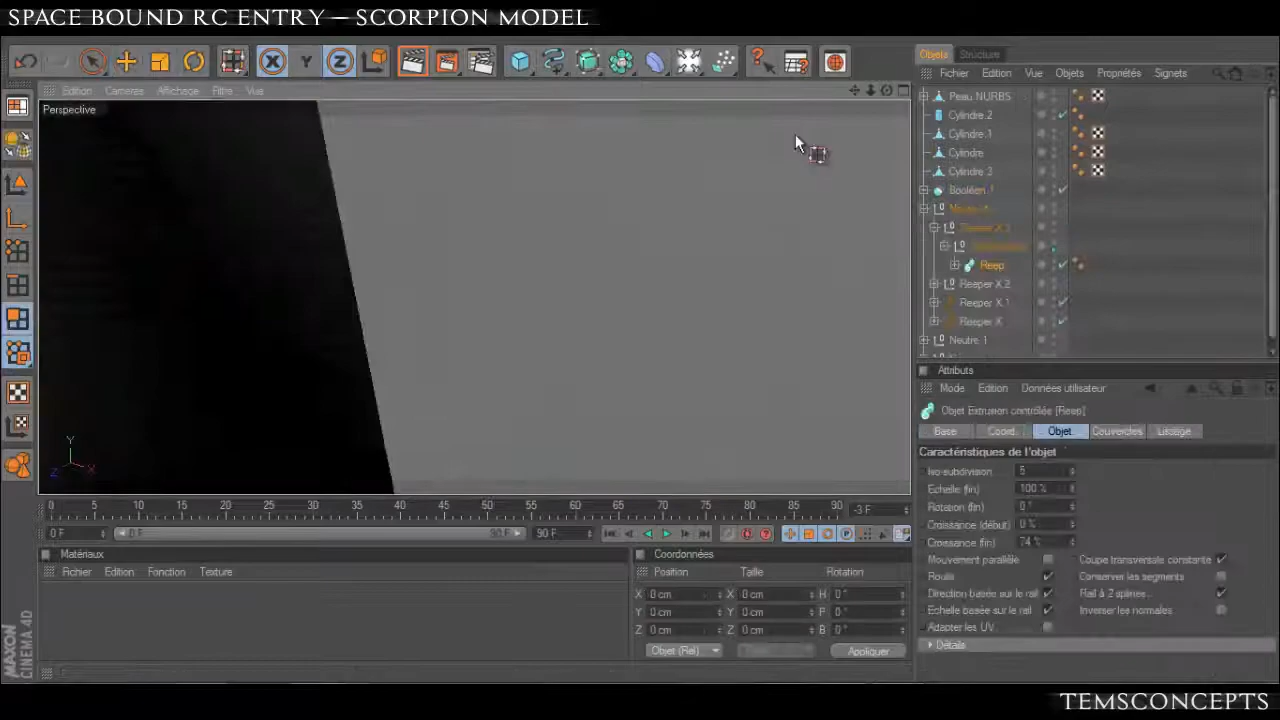 SPACE BOUND RC ENTRY – SCORPION MODEL
Objets Structure
Edition Cameras Affichage Filtre Vue
Fichier Edition Vue Objets Propriétés Signets
Perspective
Peau NURBS
Cylindre.2
Cylindre.1
Cylindre
Cylindre 3
Booléen.1
Reep
Reeper X.2
Reeper X.1
Reeper X
Neutre.1
Attributs
Mode Edition Données utilisateur
Objet Extrusion contrôlée [Reep]
Base Coord. Objet Couvercles Lissage
Caractéristiques de l'objet
Iso-subdivision 5
Echelle (fin) 100 %
Rotation (fin) 0 °
Croissance (début) 0 %
Croissance (fin) 74 %
Mouvement parallèle Coupe transversale constante
Roulis Conserver les segments
Direction basée sur le rail Rail à 2 splines...
Echelle basée sur le rail Inverser les normales
Adapter les UV
Détails
0 5 10 15 20 25 30 35 40 45 50 55 60 65 70 75 80 85 90 -3 F
0 F 0 F 90 F 90 F
Matériaux
Fichier Edition Fonction Texture
Coordonnées
Position Taille Rotation
X 0 cm X 0 cm H 0 °
Y 0 cm Y 0 cm P 0 °
Z 0 cm Z 0 cm B 0 °
Objet (Rel) Appliquer
MAXON
CINEMA 4D
TEMSCONCEPTS